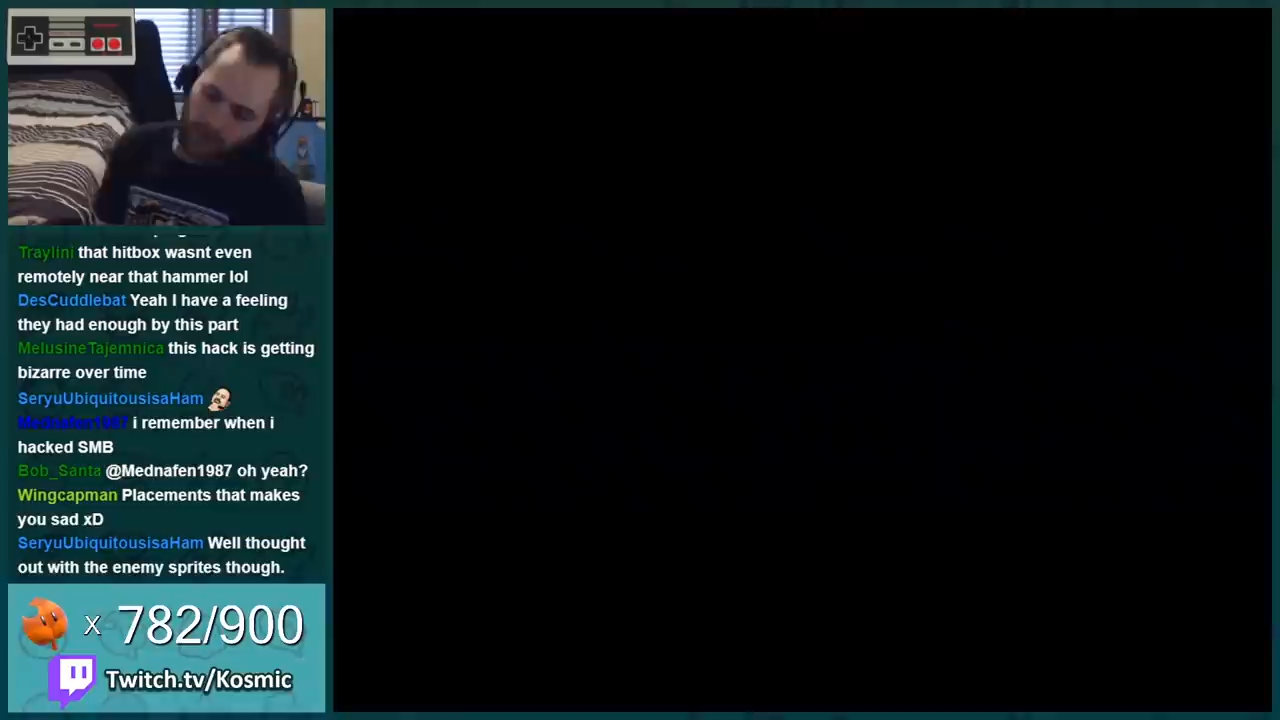 Traylini that hitbox wasnt even
remotely near that hammer lol
DesCuddlebat Yeah I have a feeling
they had enough by this part
MelusineTajemnica this hack is getting
bizarre over time
SeryuUbiquitousisaHam
Mednafen1987 i remember when i
hacked SMB
Bob_Santa @Mednafen1987 oh yeah?
Wingcapman Placements that makes
you sad xD
SeryuUbiquitousisaHam Well thought
out with the enemy sprites though.
x 782/900
Twitch.tv/Kosmic